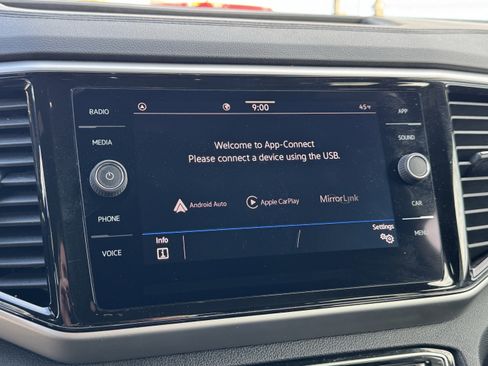 RADIO
MEDIA
PHONE
VOICE
9:00
45°F
Welcome to App-Connect
Please connect a device using the USB.
Android Auto
Apple CarPlay
MirrorLink
Info
Settings
APP
SOUND
CAR
MENU